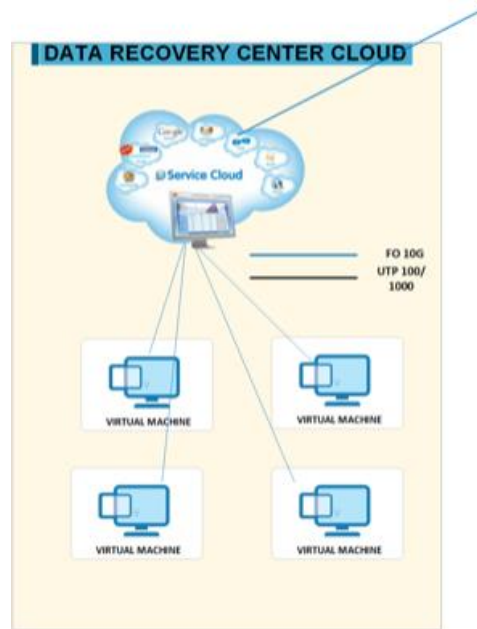 DATA RECOVERY CENTER CLOUD
Google
Service Cloud
FO 10G
UTP 100/
1000
VIRTUAL MACHINE
VIRTUAL MACHINE
VIRTUAL MACHINE
VIRTUAL MACHINE